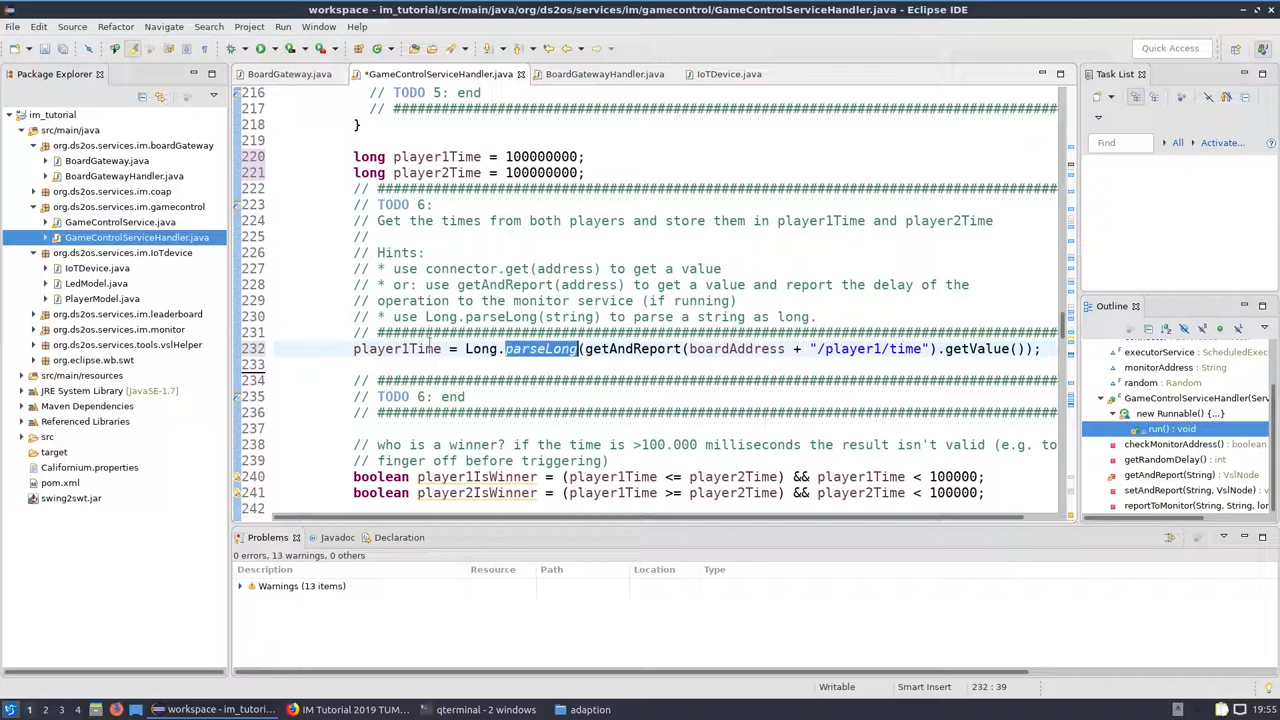 workspace - im_tutorial/src/main/java/org/ds2os/services/im/gamecontrol/GameControlServiceHandler.java - Eclipse IDE
File Edit Source Refactor Navigate Search Project Run Window Help
Quick Access
Package Explorer
im_tutorial
src/main/java
org.ds2os.services.im.boardGateway
BoardGateway.java
BoardGatewayHandler.java
org.ds2os.services.im.coap
org.ds2os.services.im.gamecontrol
GameControlService.java
GameControlServiceHandler.java
org.ds2os.services.im.IoTdevice
IoTDevice.java
LedModel.java
PlayerModel.java
org.ds2os.services.im.leaderboard
org.ds2os.services.im.monitor
org.ds2os.services.tools.vslHelper
org.eclipse.wb.swt
src/main/resources
JRE System Library [JavaSE-1.7]
Maven Dependencies
Referenced Libraries
src
target
Californium.properties
pom.xml
swing2swt.jar
BoardGateway.java *GameControlServiceHandler.java BoardGatewayHandler.java IoTDevice.java
216 // TODO 5: end
217 // #####################################################################################
218 }
219
220 long player1Time = 100000000;
221 long player2Time = 100000000;
222 // #####################################################################################
223 // TODO 6:
224 // Get the times from both players and store them in player1Time and player2Time
225 //
226 // Hints:
227 // * use connector.get(address) to get a value
228 // * or: use getAndReport(address) to get a value and report the delay of the
229 // operation to the monitor service (if running)
230 // * use Long.parseLong(string) to parse a string as long.
231 // #####################################################################################
232 player1Time = Long.parseLong(getAndReport(boardAddress + "/player1/time").getValue());
233
234 // #####################################################################################
235 // TODO 6: end
236 // #####################################################################################
237
238 // who is a winner? if the time is >100.000 milliseconds the result isn't valid (e.g. to
239 // finger off before triggering)
240 boolean player1IsWinner = (player1Time <= player2Time) && player1Time < 100000;
241 boolean player2IsWinner = (player1Time >= player2Time) && player2Time < 100000;
242
Task List
Find All Activate...
Outline
executorService : ScheduledExec
monitorAddress : String
random : Random
GameControlServiceHandler(Serv
new Runnable() {...}
run() : void
checkMonitorAddress() : boolean
getRandomDelay() : int
getAndReport(String) : VslNode
setAndReport(String, VslNode) :
reportToMonitor(String, String, lor
Problems Javadoc Declaration
0 errors, 13 warnings, 0 others
Description Resource Path Location Type
Warnings (13 items)
Writable Smart Insert 232 : 39
1 2 3 4 workspace - im_tutori... IM Tutorial 2019 TUM... qterminal - 2 windows adaption 19:55